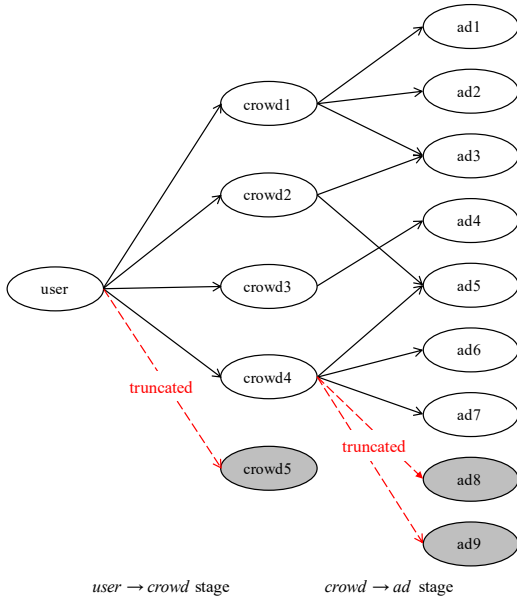 ad1
ad2
crowd1
ad3
crowd2
ad4
user
crowd3
ad5
ad6
crowd4
truncated
ad7
truncated
crowd5
ad8
ad9
user → crowd stage
crowd → ad stage